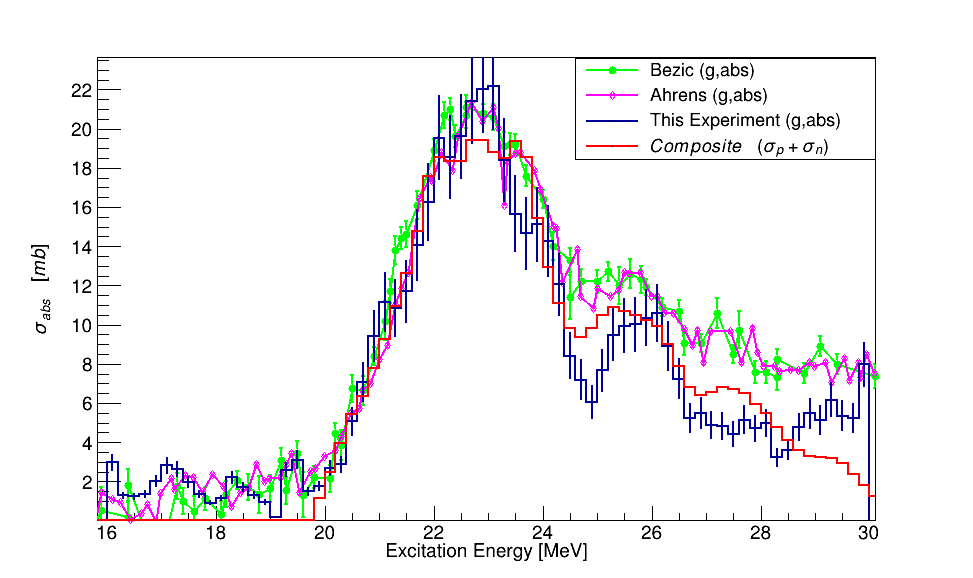 Bezic (g,abs)
Ahrens (g,abs)
This Experiment (g,abs)
Composite (σp + σn)
σabs [mb]
22
20
18
16
14
12
10
8
6
4
2
16 18 20 22 24 26 28 30
Excitation Energy [MeV]